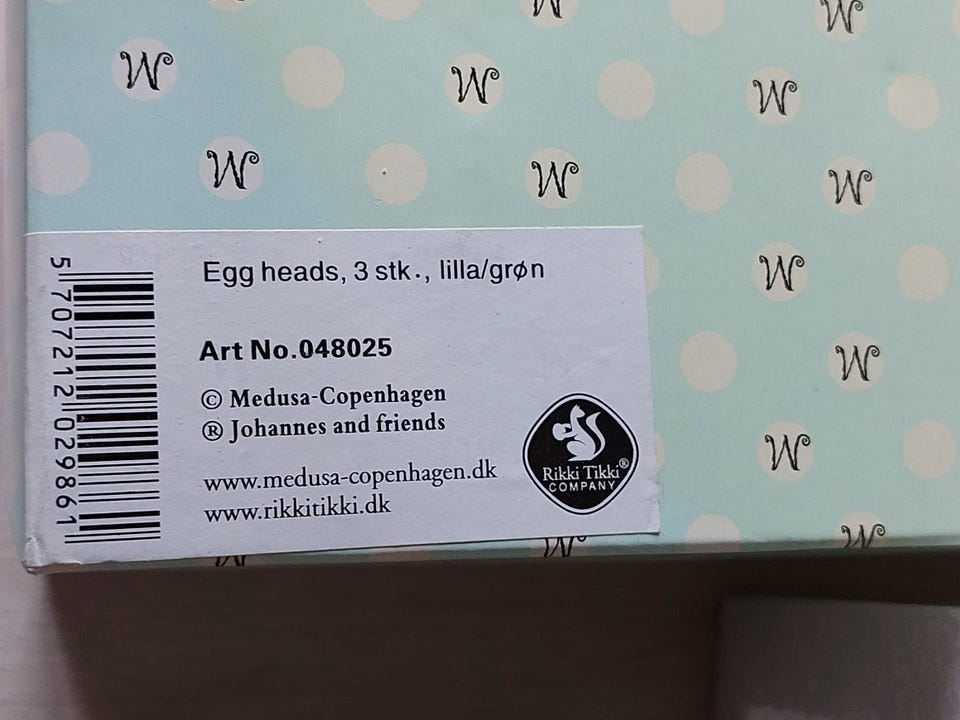 Egg heads, 3 stk., lilla/grøn
Art No.048025
© Medusa-Copenhagen
® Johannes and friends
www.medusa-copenhagen.dk
www.rikkitikki.dk
Rikki Tikki®
COMPANY
5 707212 029861